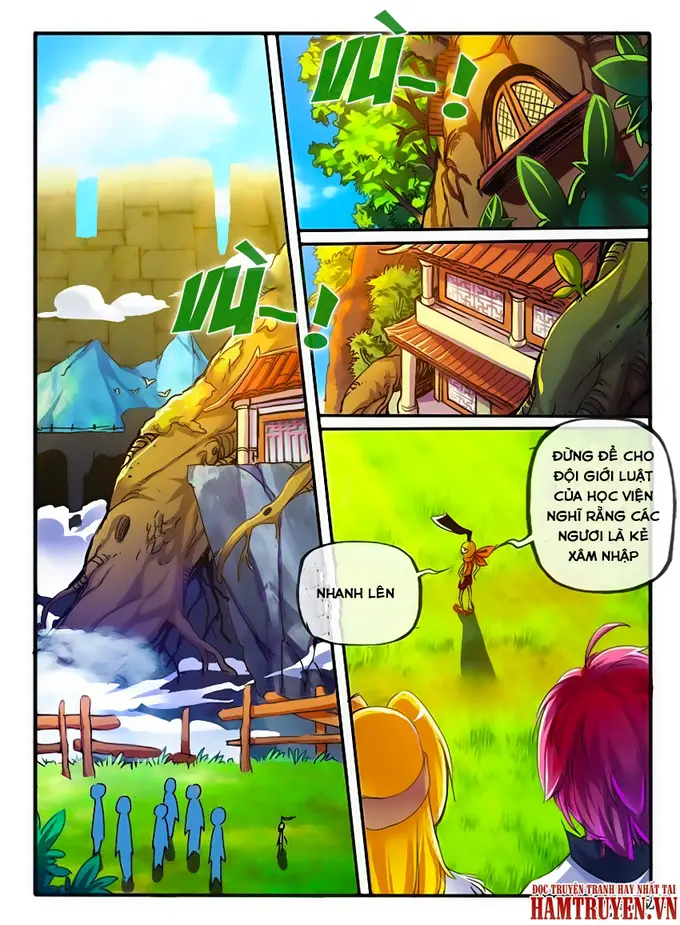 VÙ~!
VÙ~!
ĐỪNG ĐỂ CHO
ĐỘI GIỚI LUẬT
CỦA HỌC VIỆN
NGHĨ RẰNG CÁC
NGƯƠI LÀ KẺ
XÂM NHẬP
NHANH LÊN
ĐỌC TRUYỆN TRANH HAY NHẤT TẠI
HAMTRUYEN.VN